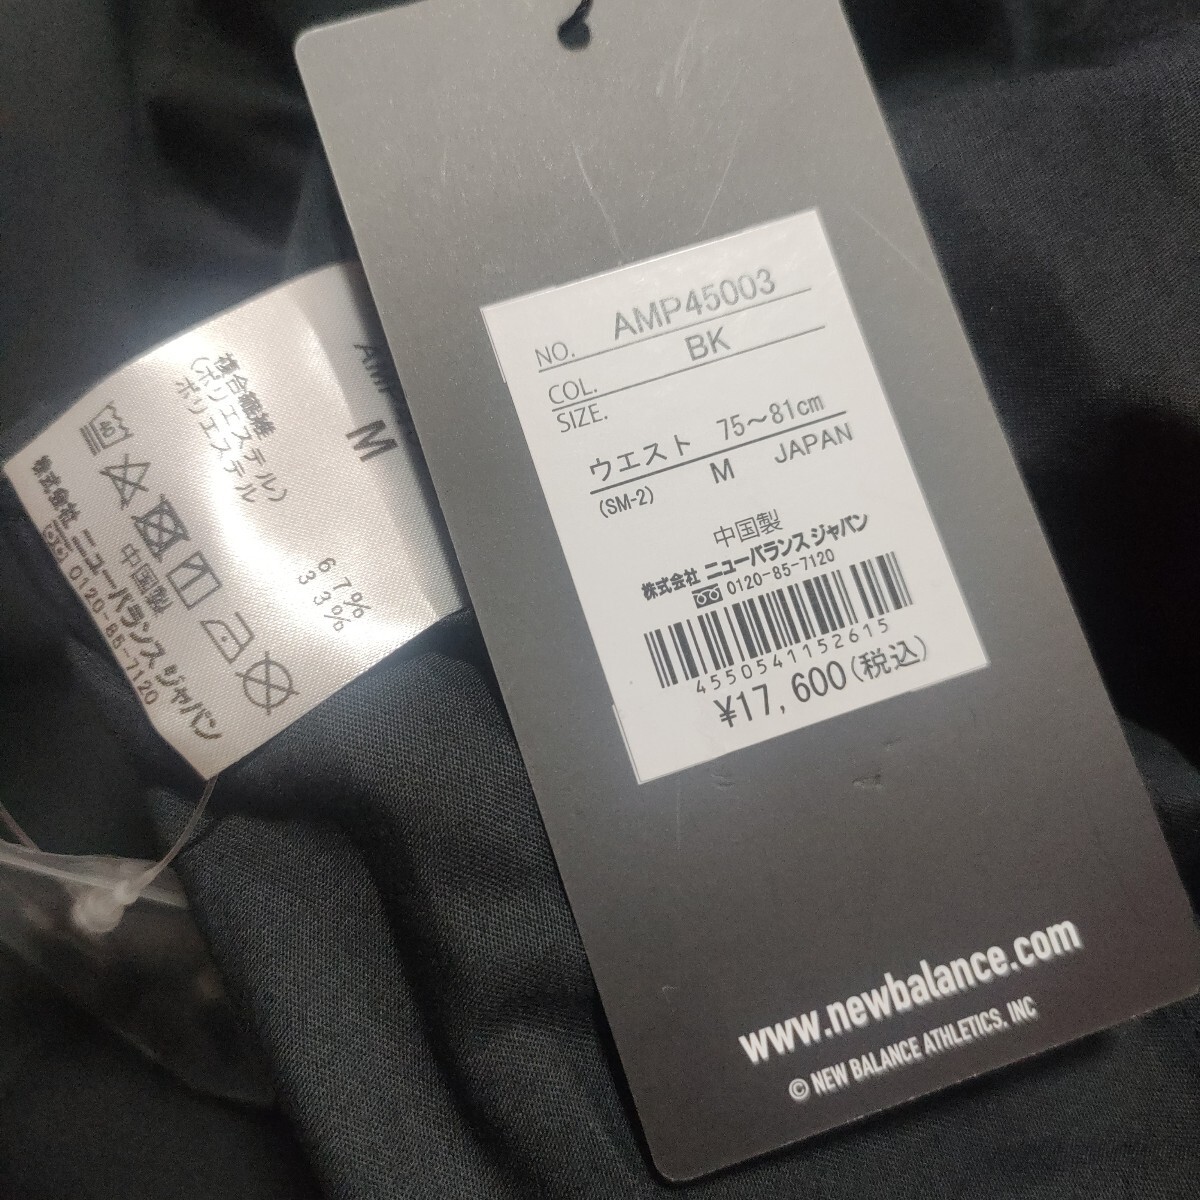 NO. AMP45003
COL. BK
SIZE.
ウエスト 75～81cm
(SM-2) M JAPAN
中国製
株式会社 ニューバランス ジャパン
0120-85-7120
4550541152615
¥17,600(税込)
www.newbalance.com
© NEW BALANCE ATHLETICS, INC
M
複合繊維
(ポリエステル) 67%
ポリエステル 33%
40
中国製
株式会社 ニューバランス ジャパン
0120-85-7120